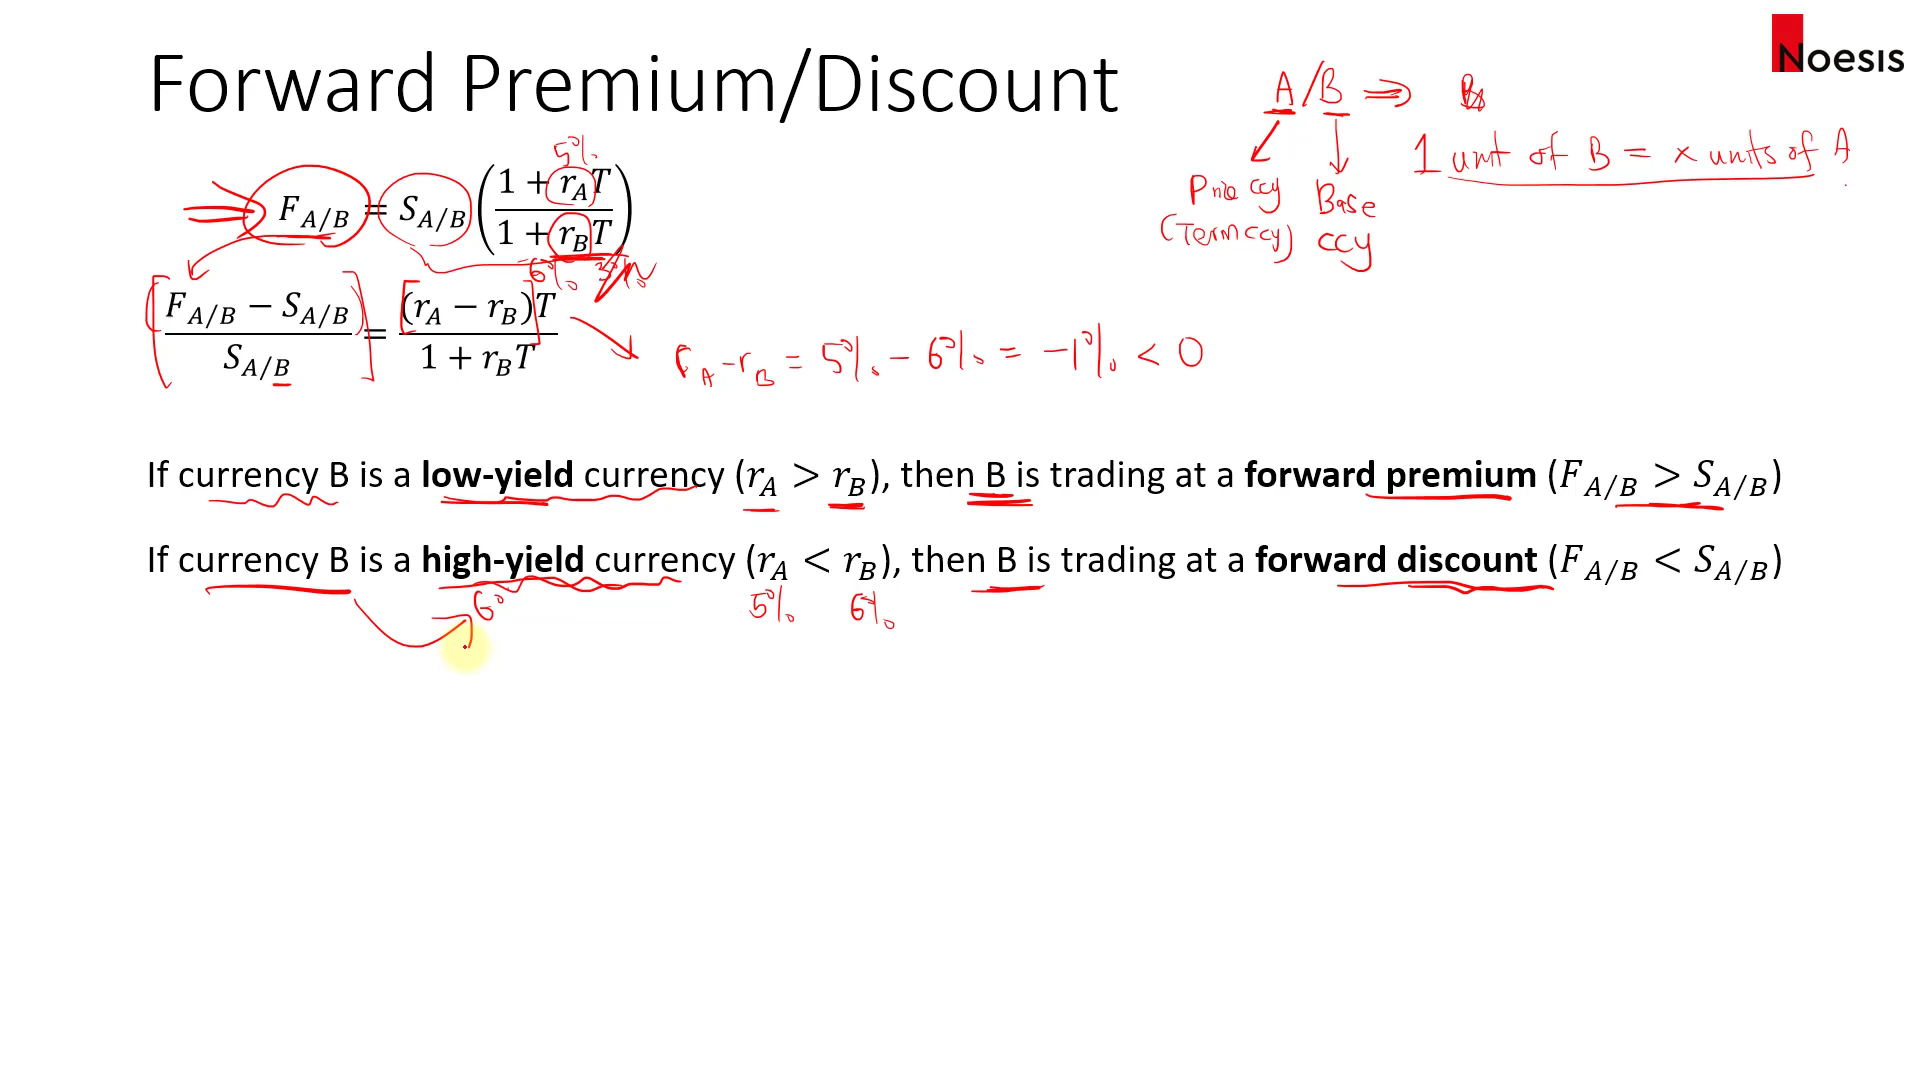 Noesis
Forward Premium/Discount
A/B ⇒
1 unit of B = x units of A
Price ccy
(Term ccy)
Base
ccy
5%
F_{A/B} = S_{A/B} ( (1 + r_A T) / (1 + r_B T) )
6% 3%
(F_{A/B} − S_{A/B}) / S_{A/B} = (r_A − r_B)T / (1 + r_B T)
r_A − r_B = 5% − 6% = −1% < 0
If currency B is a low-yield currency (r_A > r_B), then B is trading at a forward premium (F_{A/B} > S_{A/B})
If currency B is a high-yield currency (r_A < r_B), then B is trading at a forward discount (F_{A/B} < S_{A/B})
6% 5% 6%